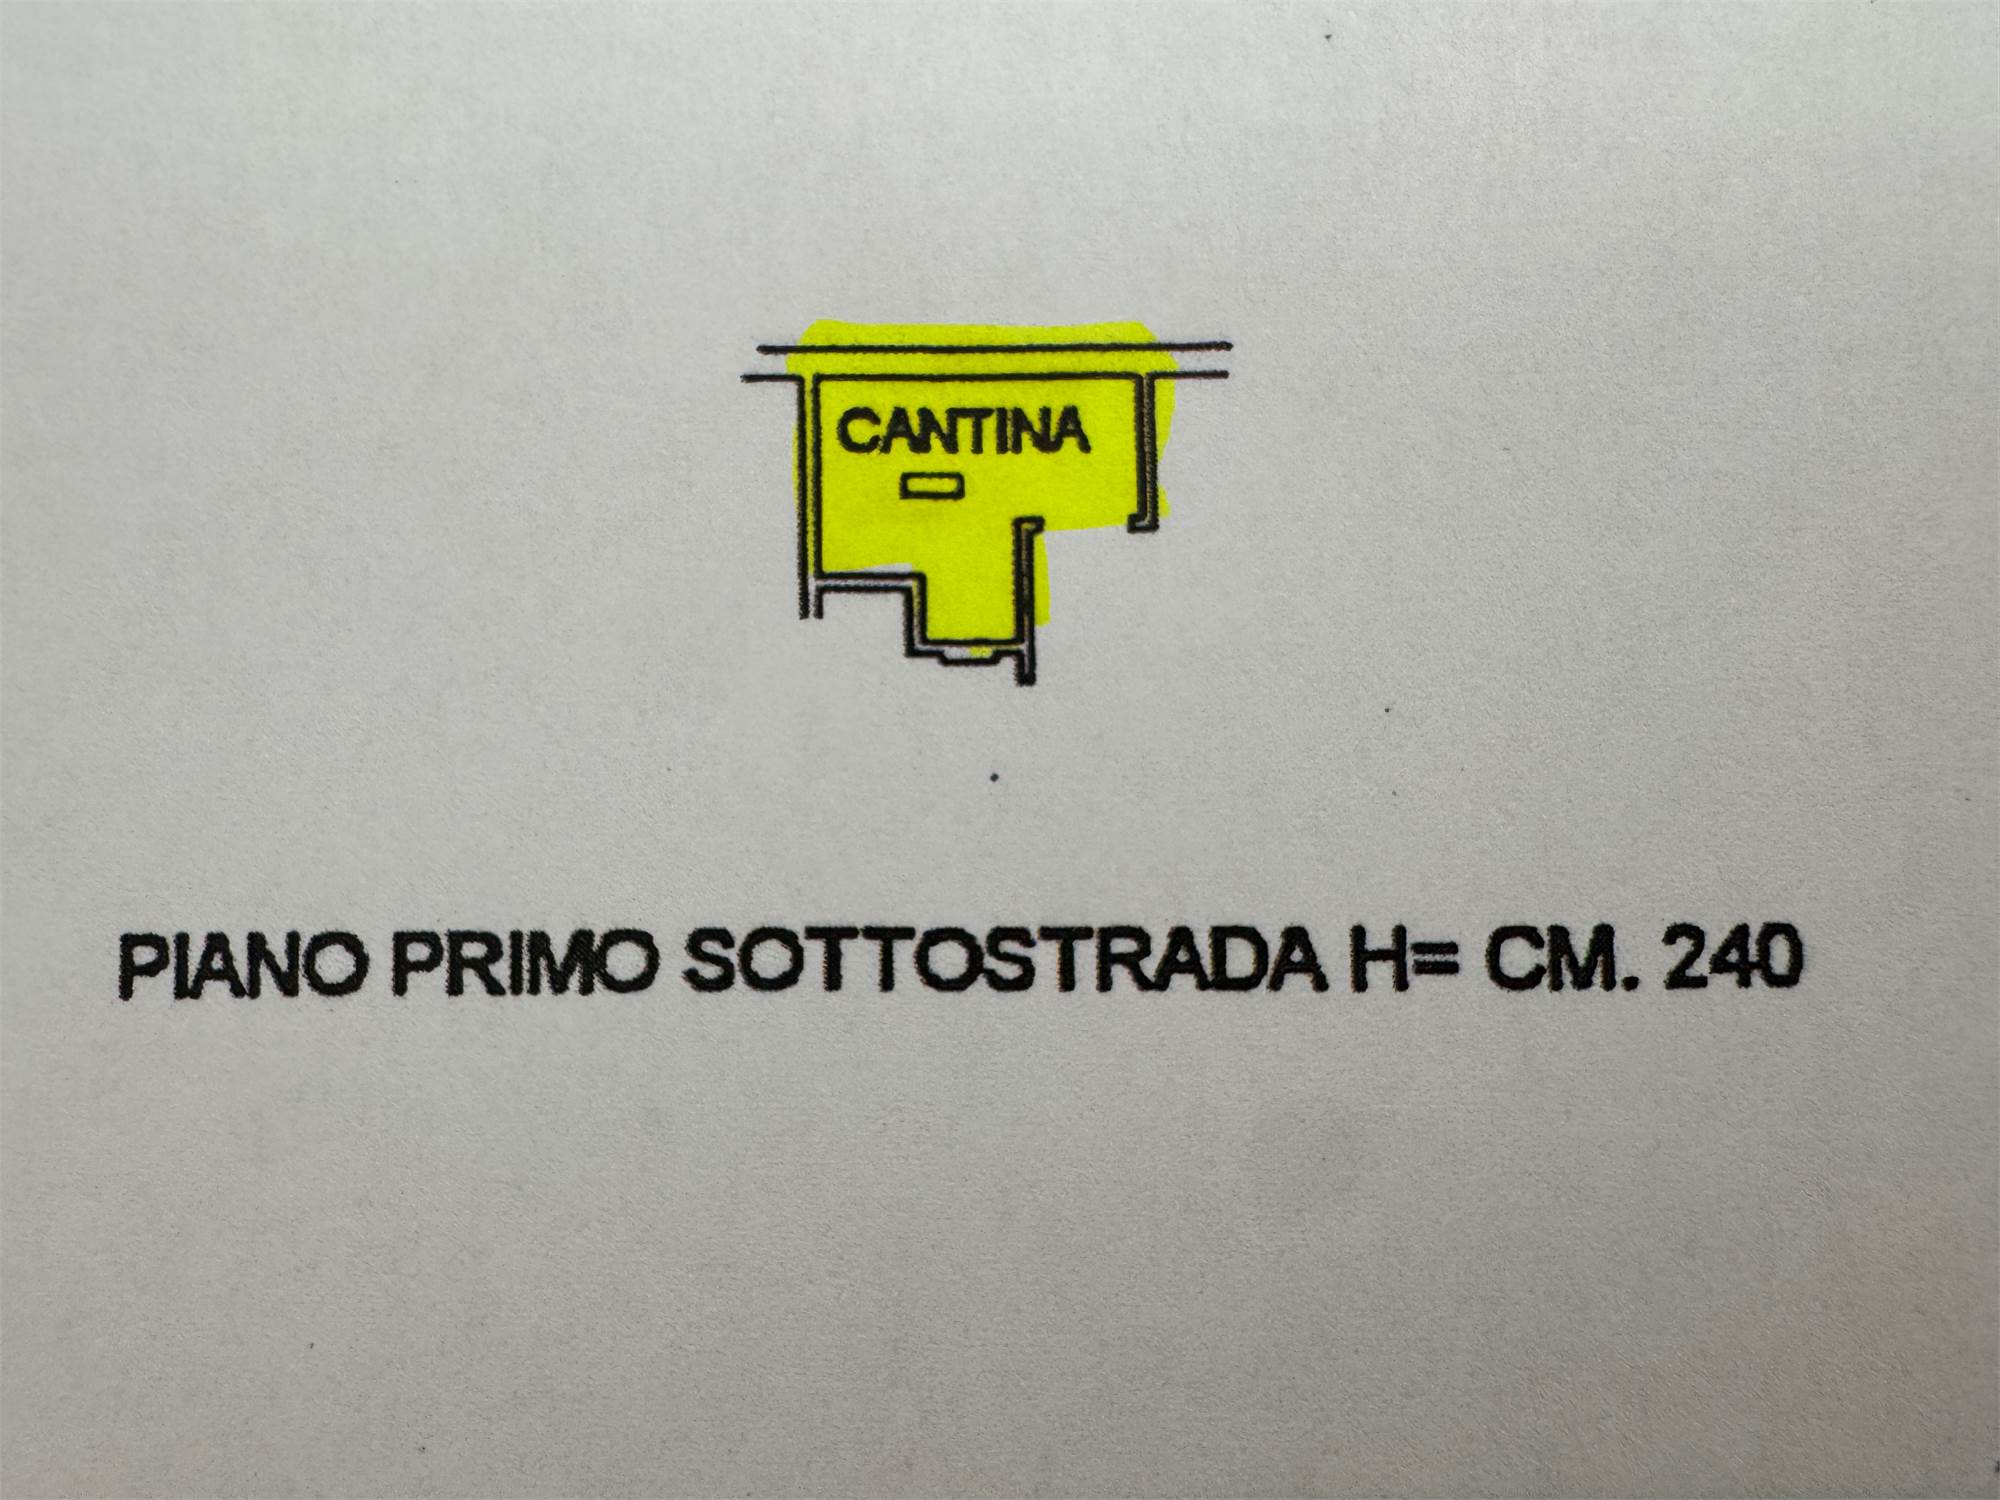 CANTINA
PIANO PRIMO SOTTOSTRADA H= CM. 240